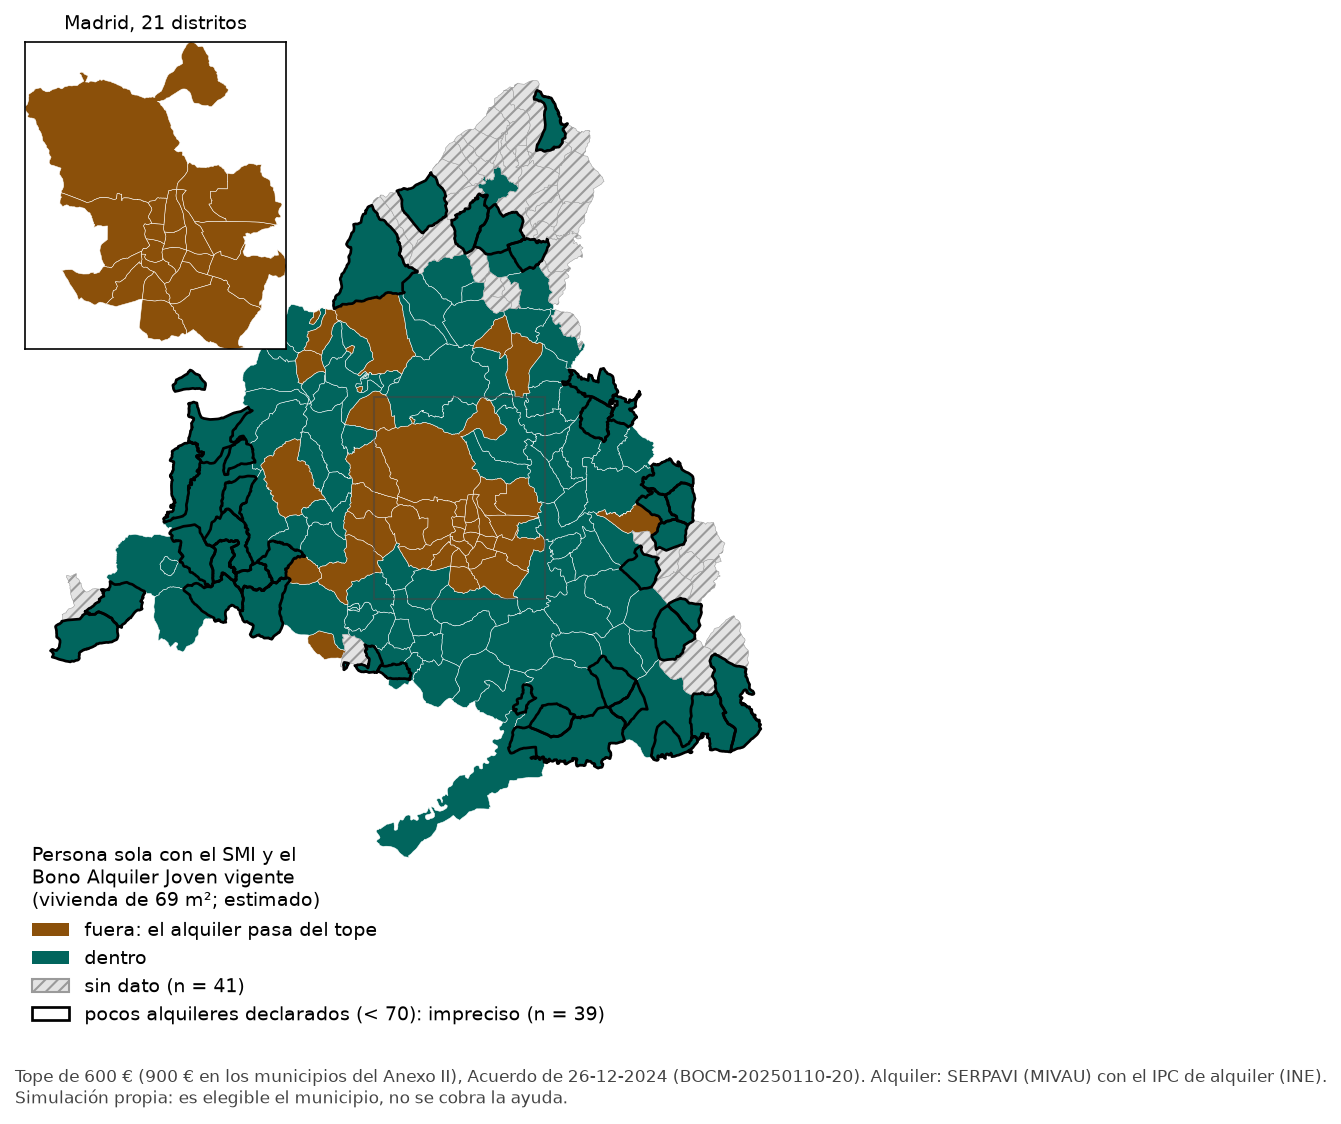 Madrid, 21 distritos
Persona sola con el SMI y el
Bono Alquiler Joven vigente
(vivienda de 69 m²; estimado)
fuera: el alquiler pasa del tope
dentro
sin dato (n = 41)
pocos alquileres declarados (< 70): impreciso (n = 39)
Tope de 600 € (900 € en los municipios del Anexo II), Acuerdo de 26-12-2024 (BOCM-20250110-20). Alquiler: SERPAVI (MIVAU) con el IPC de alquiler (INE).
Simulación propia: es elegible el municipio, no se cobra la ayuda.